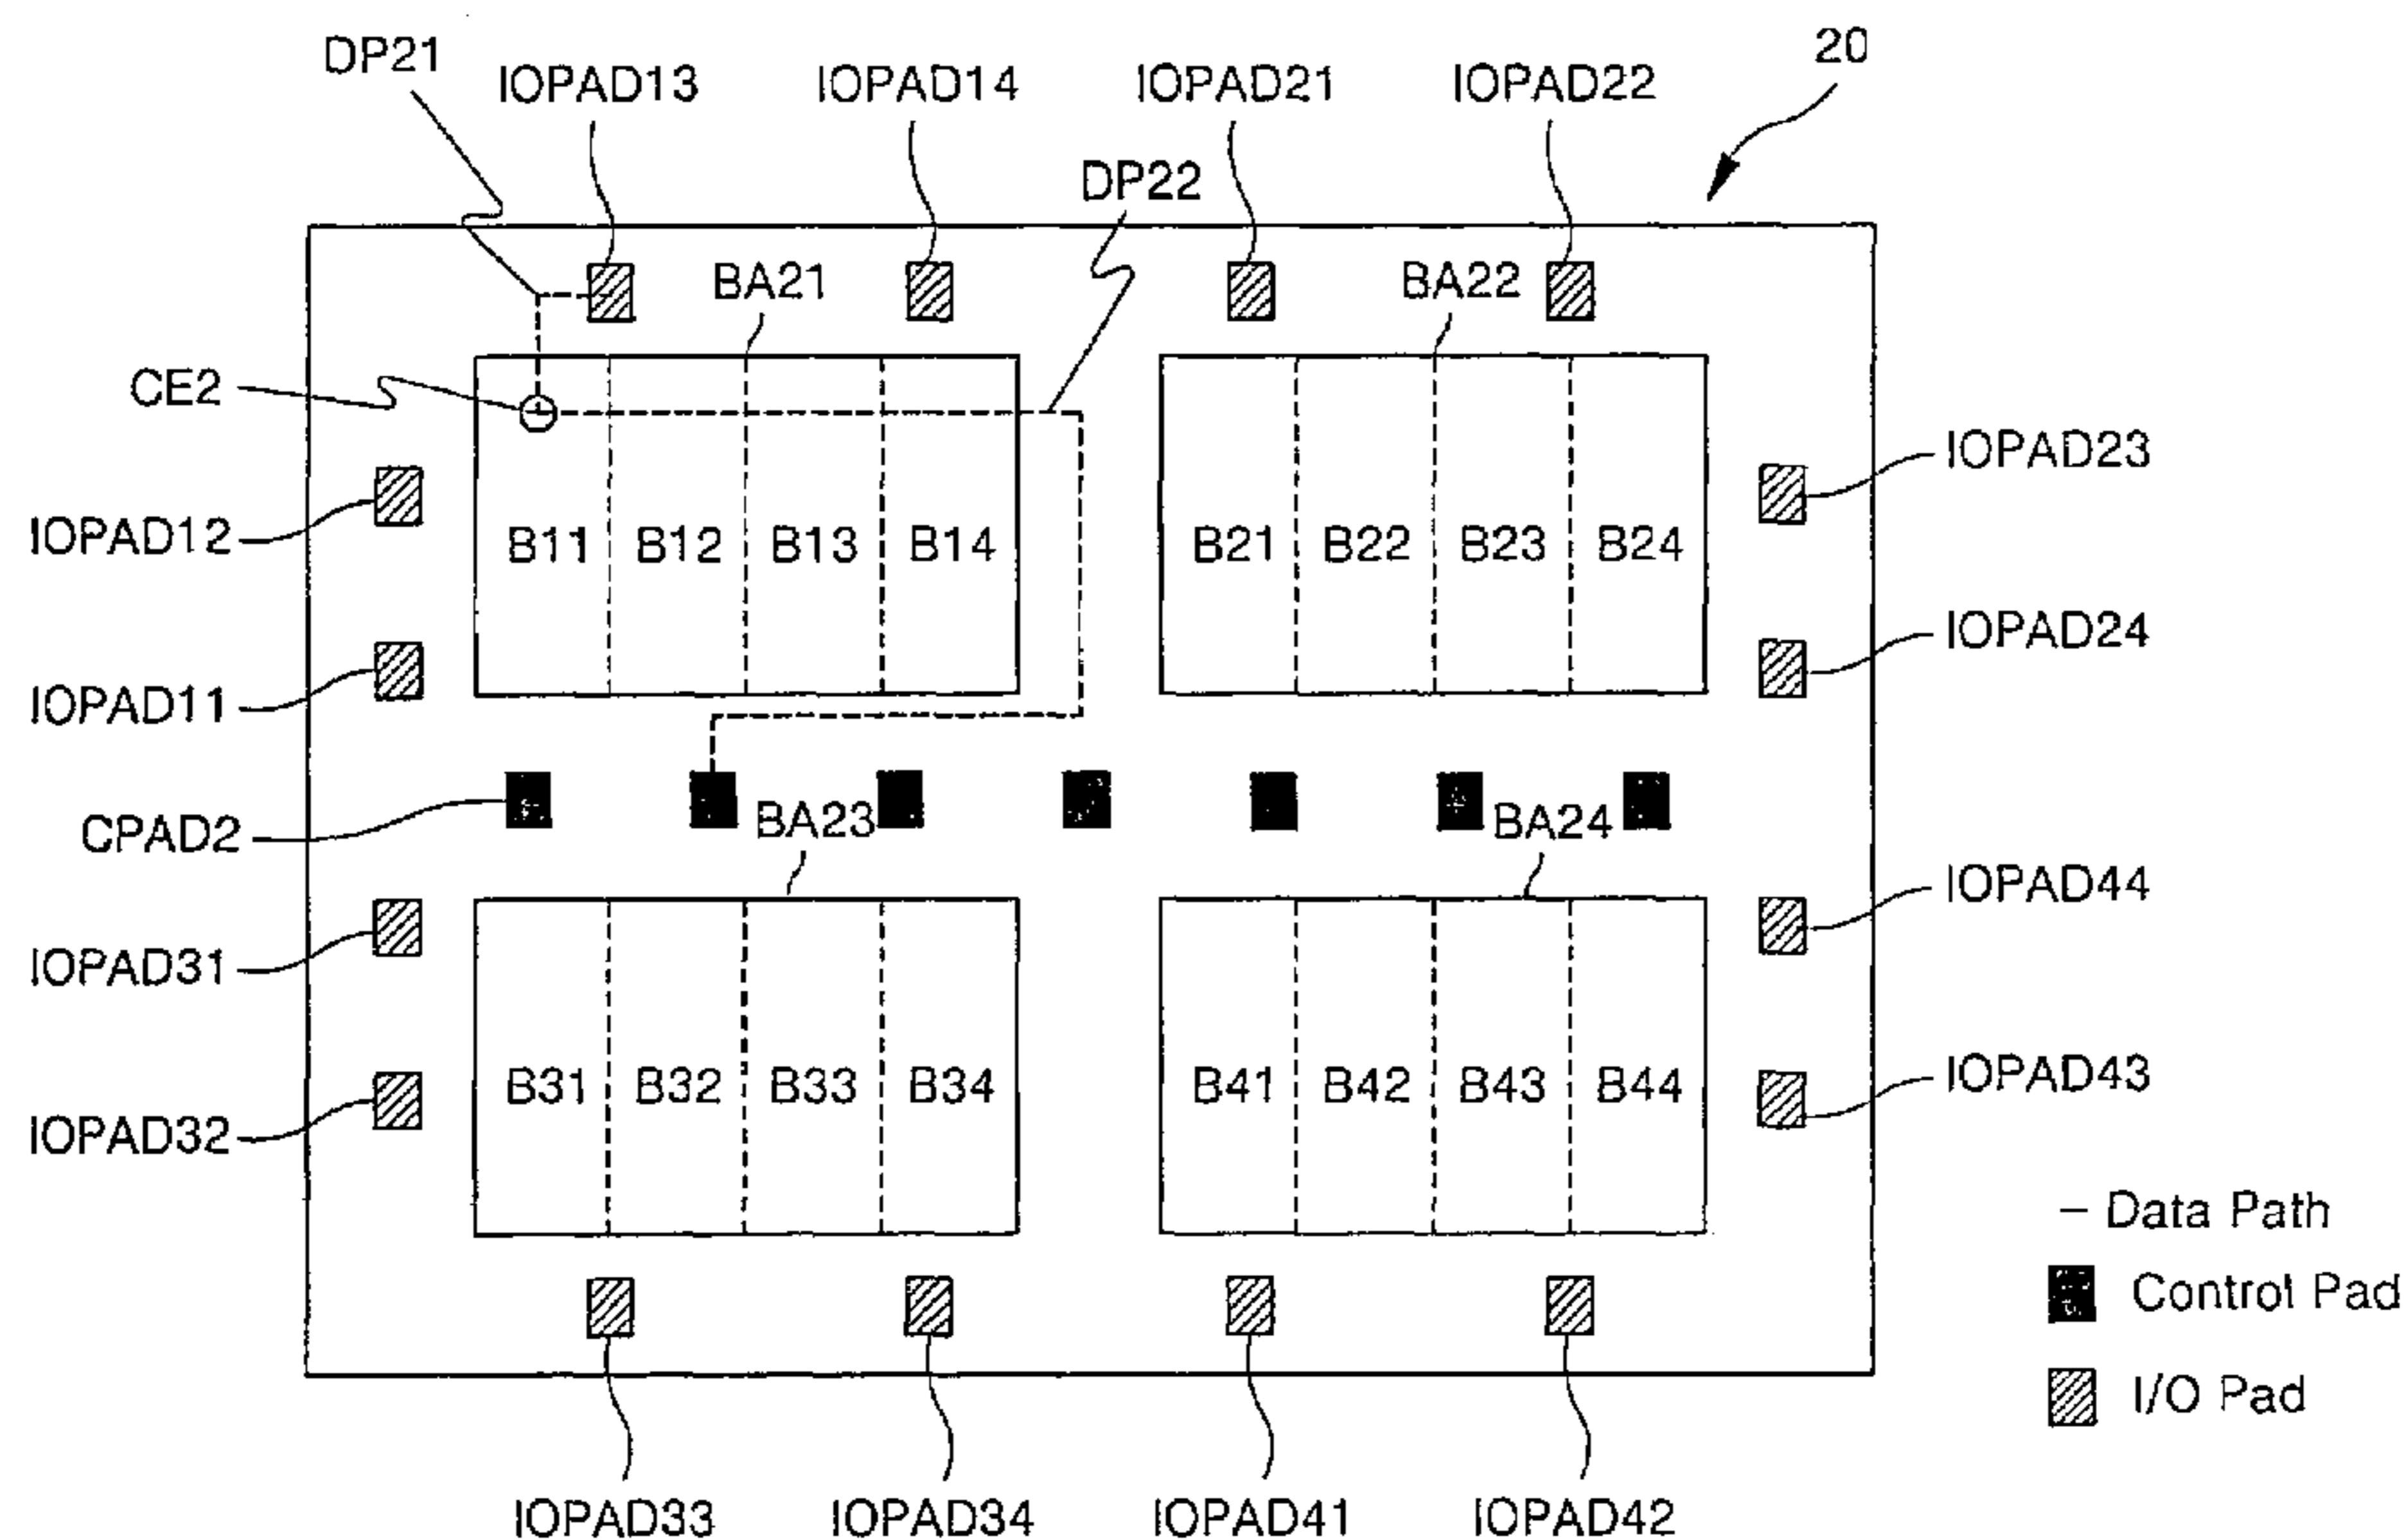 DP21
20
IOPAD13
IOPAD14
IOPAD21
IOPAD22
DP22
BA21
BA22
CE2
IOPAD23
IOPAD12
B11
B12
B13
B14
B21
B22
B23
B24
IOPAD24
IOPAD11
CPAD2
BA23
BA24
IOPAD44
IOPAD31
B31
B32
B33
B34
B41
B42
B43
B44
IOPAD43
IOPAD32
– Data Path
Control Pad
I/O Pad
IOPAD33
IOPAD34
IOPAD41
IOPAD42